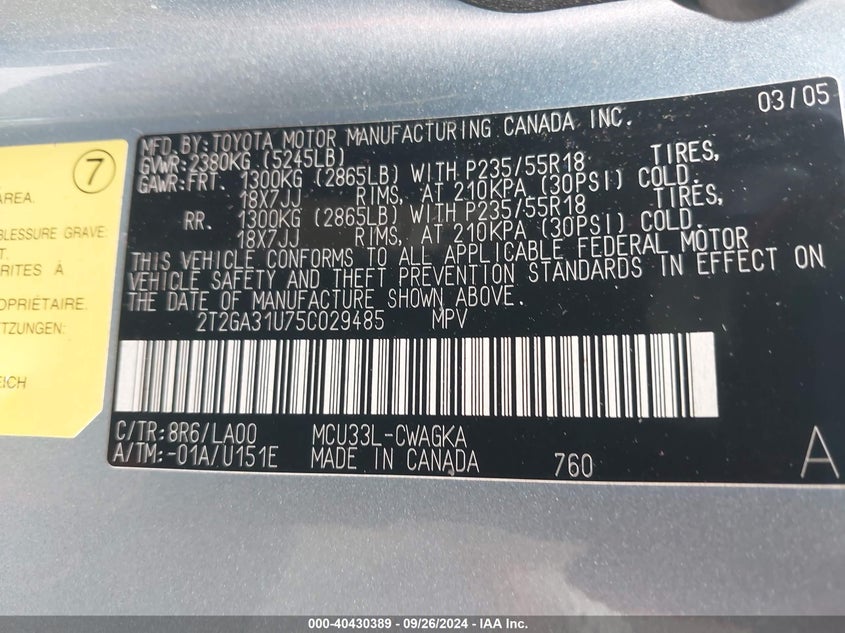 03/05
MFD.BY:TOYOTA MOTOR MANUFACTURING CANADA INC.
GVWR:2380KG (5245LB)
GAWR:FRT. 1300KG (2865LB) WITH P235/55R18 TIRES,
18X7JJ RIMS, AT 210KPA (30PSI) COLD.
RR. 1300KG (2865LB) WITH P235/55R18 TIRES,
18X7JJ RIMS, AT 210KPA (30PSI) COLD.
THIS VEHICLE CONFORMS TO ALL APPLICABLE FEDERAL MOTOR
VEHICLE SAFETY AND THEFT PREVENTION STANDARDS IN EFFECT ON
THE DATE OF MANUFACTURE SHOWN ABOVE.
2T2GA31U75C029485 MPV
C/TR:8R6/LA00 MCU33L-CWAGKA
A/TM:-01A/U151E MADE IN CANADA 760 A
7
AREA.
BLESSURE GRAVE
T.
RITES À
PROPRIÉTAIRE.
TZUNGEN:
EICH
000-40430389 - 09/26/2024 - IAA Inc.